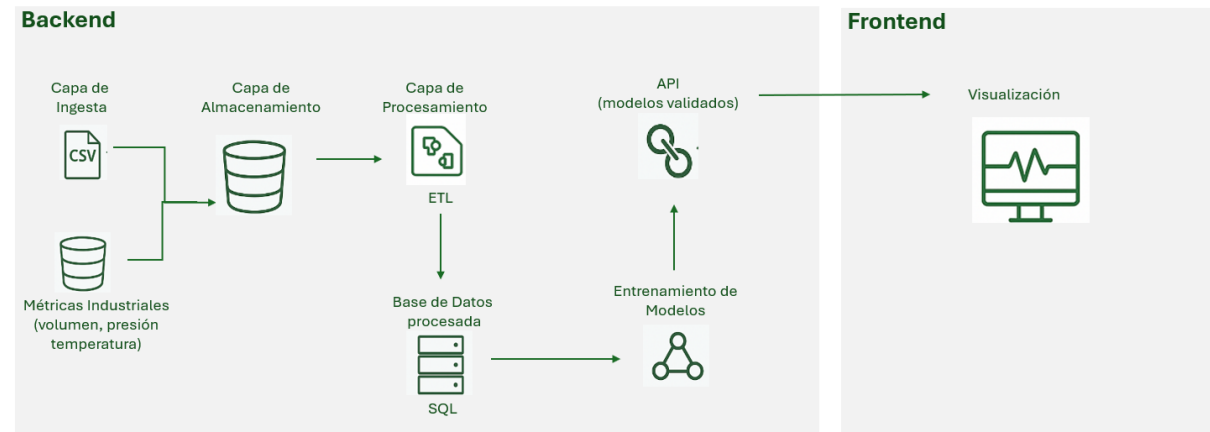 Backend
Frontend
Capa de
Ingesta
Capa de
Almacenamiento
Capa de
Procesamiento
API
(modelos validados)
Visualización
CSV
ETL
Métricas Industriales
(volumen, presión
temperatura)
Base de Datos
procesada
SQL
Entrenamiento de
Modelos